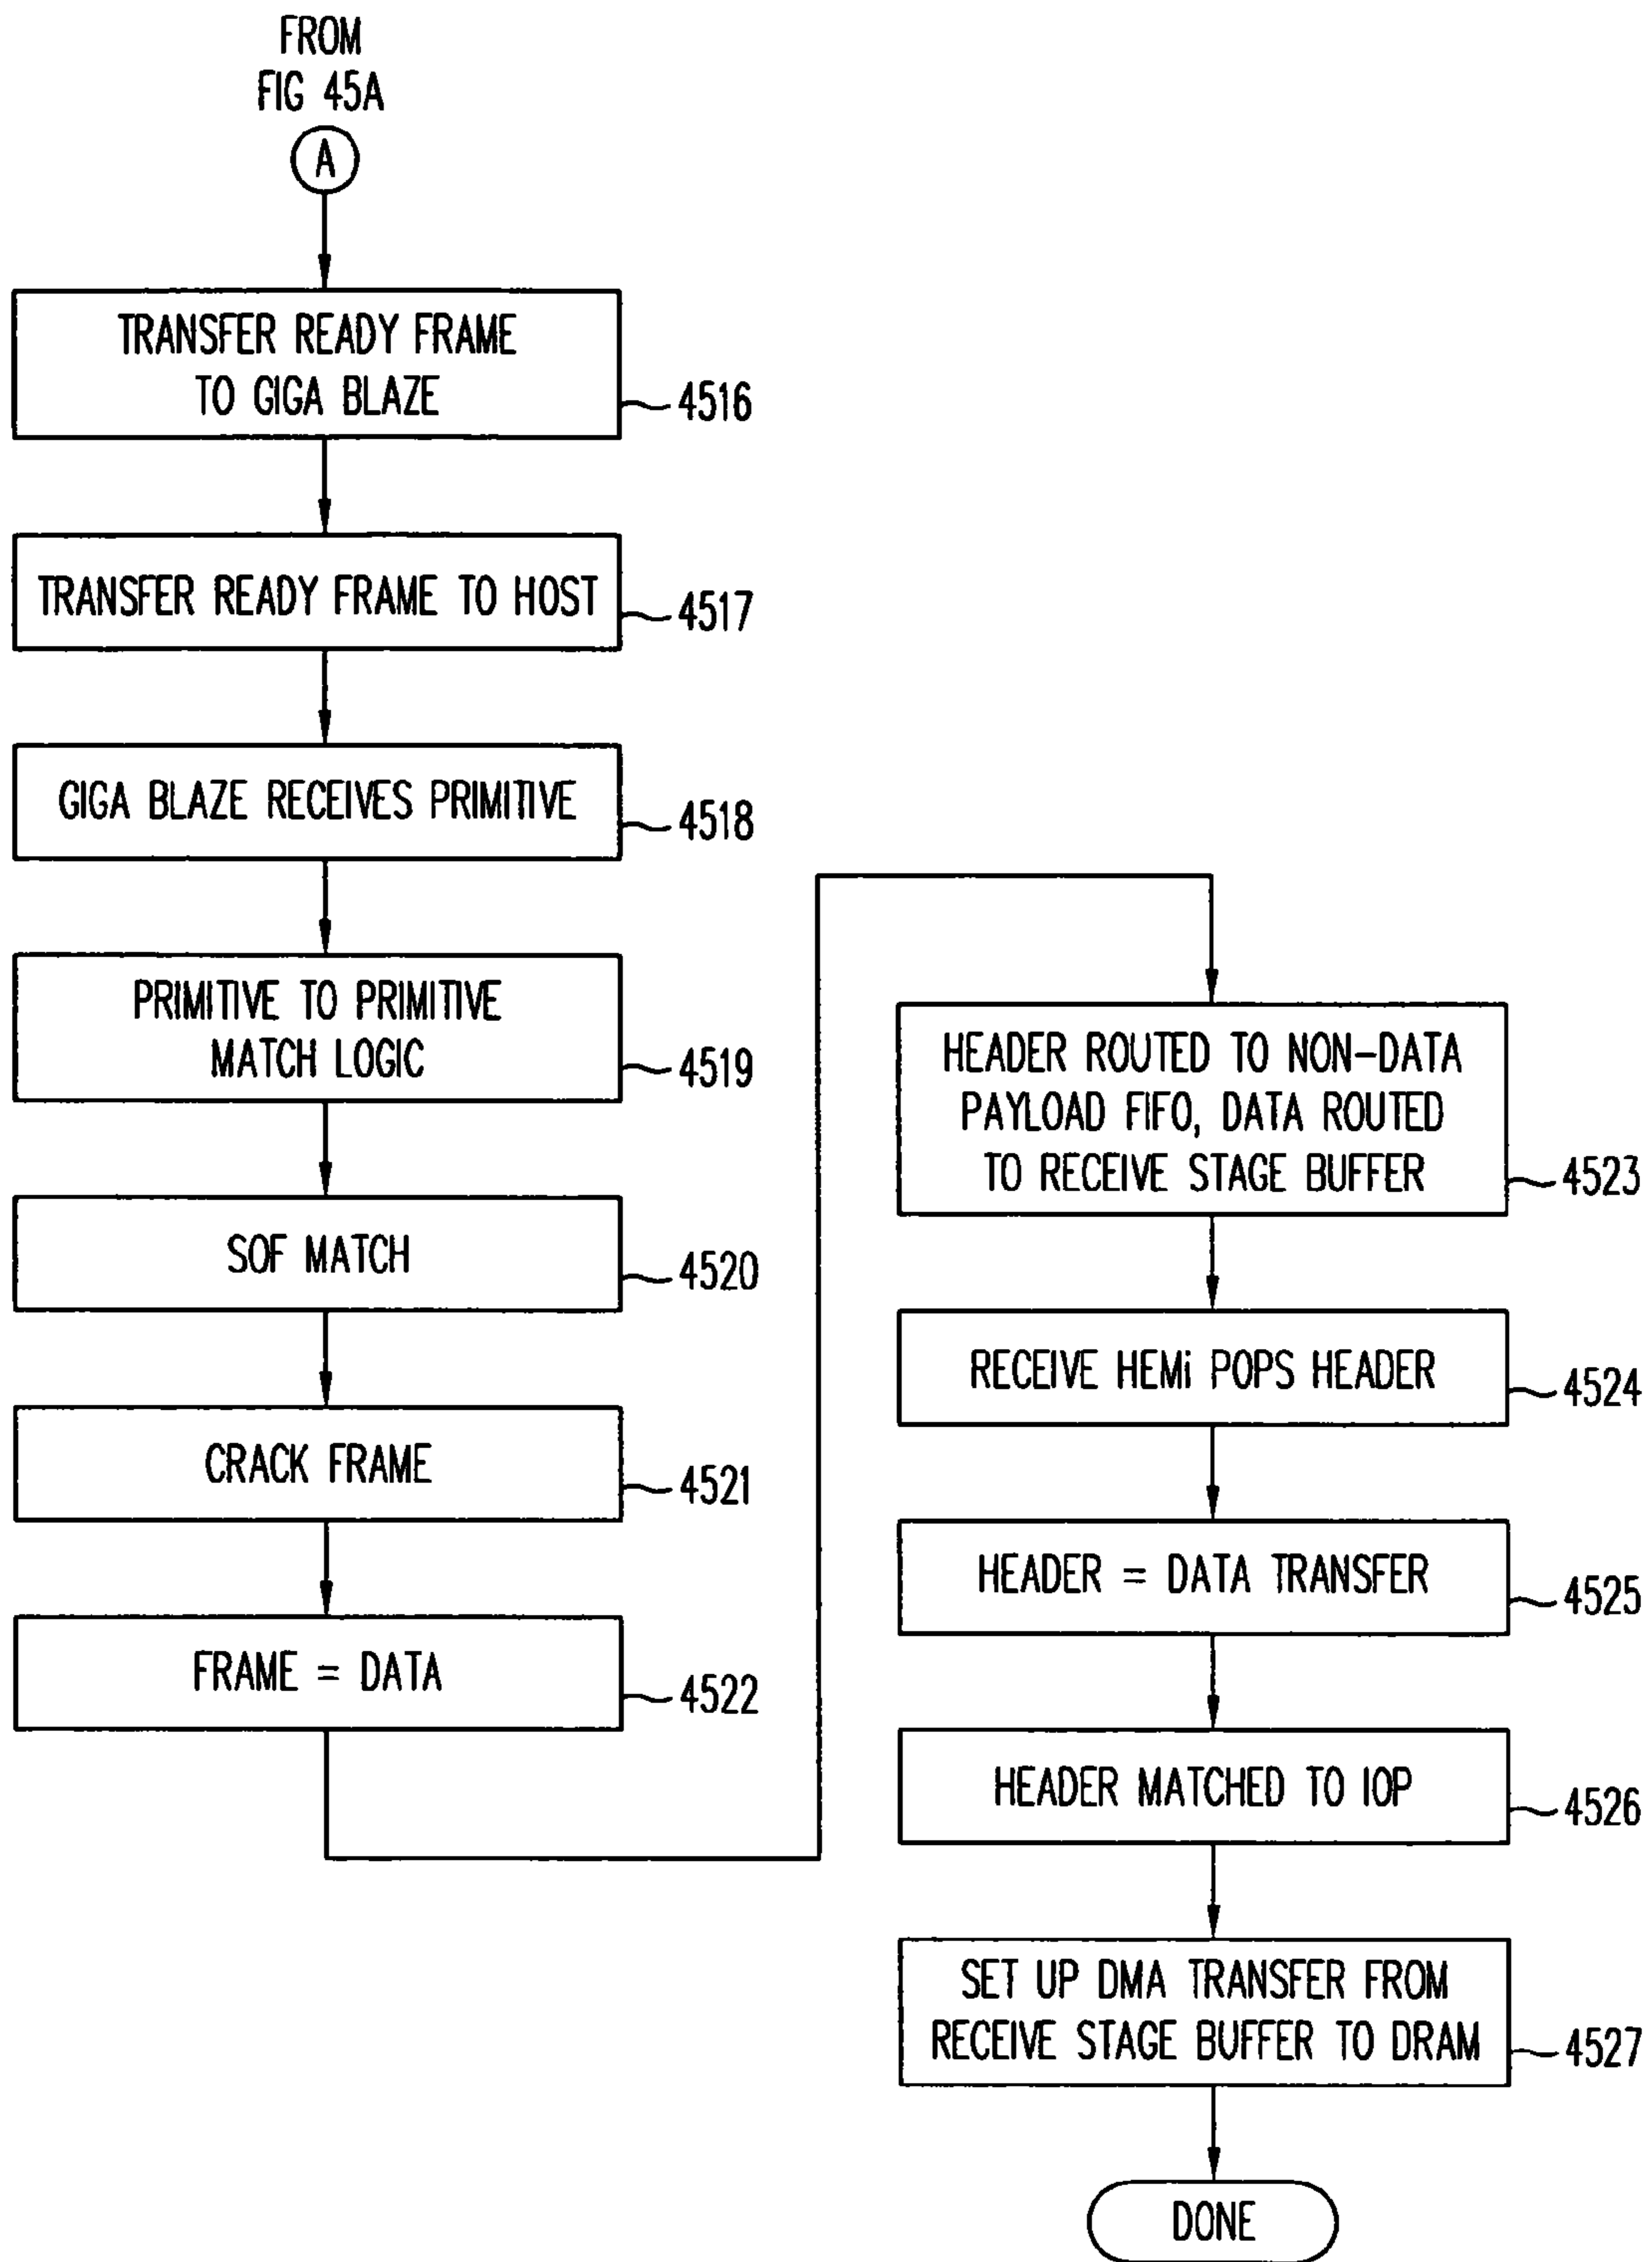 FROM
FIG 45A
A
TRANSFER READY FRAME
TO GIGA BLAZE
4516
TRANSFER READY FRAME TO HOST
4517
GIGA BLAZE RECEIVES PRIMITIVE
4518
PRIMITIVE TO PRIMITIVE
MATCH LOGIC
4519
SOF MATCH
4520
CRACK FRAME
4521
FRAME = DATA
4522
HEADER ROUTED TO NON-DATA
PAYLOAD FIFO, DATA ROUTED
TO RECEIVE STAGE BUFFER
4523
RECEIVE HEMi POPS HEADER
4524
HEADER = DATA TRANSFER
4525
HEADER MATCHED TO IOP
4526
SET UP DMA TRANSFER FROM
RECEIVE STAGE BUFFER TO DRAM
4527
DONE